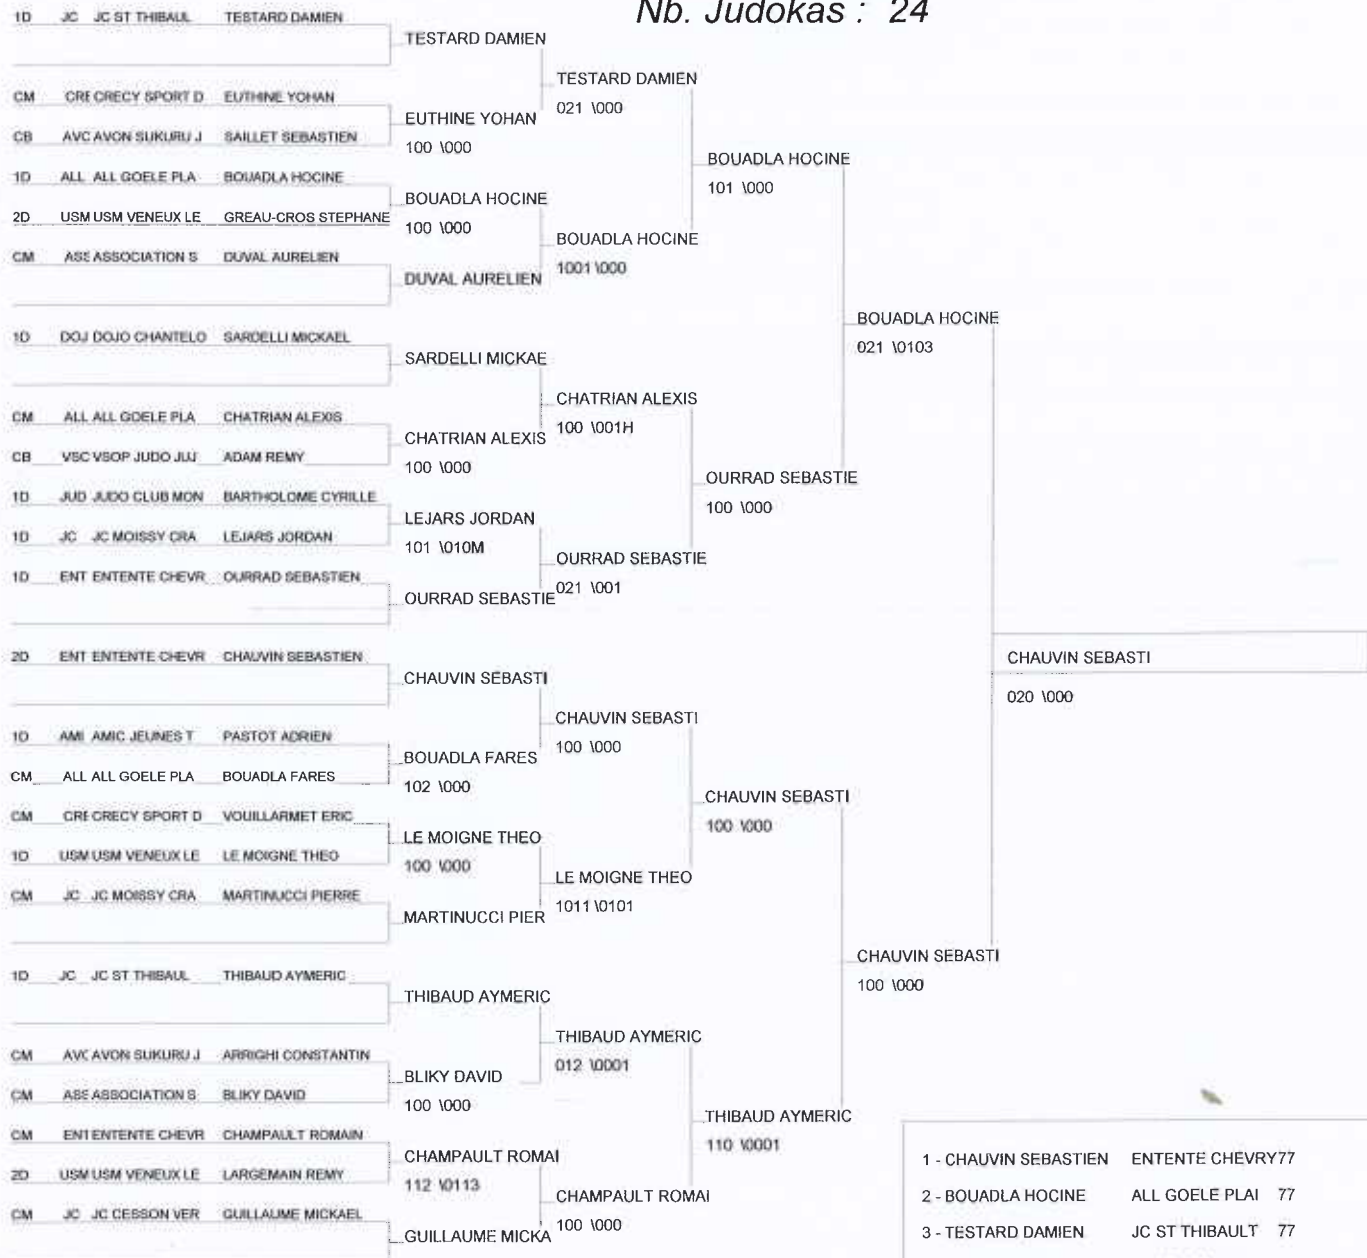 Nb. Judokas : 24
1D JC JC ST THIBAUL TESTARD DAMIEN
CM CRE CRECY SPORT D EUTHINE YOHAN
CB AVC AVON SUKURU J SAILLET SEBASTIEN
1D ALL ALL GOELE PLA BOUADLA HOCINE
2D USM USM VENEUX LE GREAU-CROS STEPHANE
CM ASE ASSOCIATION S DUVAL AURELIEN
1D DOJ DOJO CHANTELO SARDELLI MICKAEL
CM ALL ALL GOELE PLA CHATRIAN ALEXIS
CB VSC VSOP JUDO JUJ ADAM REMY
1D JUD JUDO CLUB MON BARTHOLOME CYRILLE
1D JC JC MOISSY CRA LEJARS JORDAN
1D ENT ENTENTE CHEVR OURRAD SEBASTIEN
2D ENT ENTENTE CHEVR CHAUVIN SEBASTIEN
1D AMI AMIC JEUNES T PASTOT ADRIEN
CM ALL ALL GOELE PLA BOUADLA FARES
CM CRE CRECY SPORT D VOUILLARMET ERIC
1D USM USM VENEUX LE LE MOIGNE THEO
CM JC JC MOISSY CRA MARTINUCCI PIERRE
1D JC JC ST THIBAUL THIBAUD AYMERIC
CM AVC AVON SUKURU J ARRIGHI CONSTANTIN
CM ASE ASSOCIATION S BLIKY DAVID
CM ENT ENTENTE CHEVR CHAMPAULT ROMAIN
2D USM USM VENEUX LE LARGEMAIN REMY
CM JC JC CESSON VER GUILLAUME MICKAEL
TESTARD DAMIEN
EUTHINE YOHAN
100 \000
BOUADLA HOCINE
100 \000
DUVAL AURELIEN
SARDELLI MICKAE
CHATRIAN ALEXIS
100 \000
LEJARS JORDAN
101 \010M
OURRAD SEBASTIE
CHAUVIN SEBASTI
BOUADLA FARES
102 \000
LE MOIGNE THEO
100 \000
MARTINUCCI PIER
THIBAUD AYMERIC
BLIKY DAVID
100 \000
CHAMPAULT ROMAI
112 \0113
GUILLAUME MICKA
TESTARD DAMIEN
021 \000
BOUADLA HOCINE
1001 \000
CHATRIAN ALEXIS
100 \001H
OURRAD SEBASTIE
021 \001
CHAUVIN SEBASTI
100 \000
LE MOIGNE THEO
1011 \0101
THIBAUD AYMERIC
012 \0001
CHAMPAULT ROMAI
100 \000
BOUADLA HOCINE
101 \000
OURRAD SEBASTIE
100 \000
CHAUVIN SEBASTI
100 \000
THIBAUD AYMERIC
110 \0001
BOUADLA HOCINE
021 \0103
CHAUVIN SEBASTI
100 \000
CHAUVIN SEBASTI
020 \000
1 - CHAUVIN SEBASTIEN ENTENTE CHEVRY77
2 - BOUADLA HOCINE ALL GOELE PLAI 77
3 - TESTARD DAMIEN JC ST THIBAULT 77